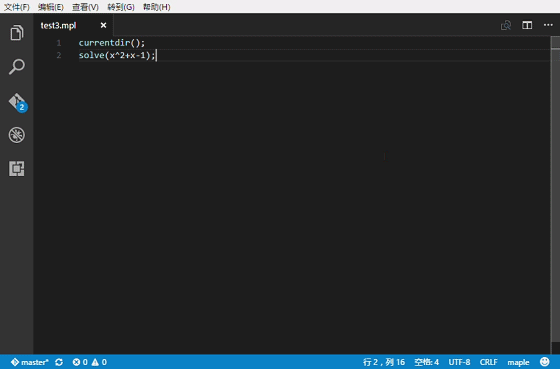 文件(F) 编辑(E) 查看(V) 转到(G) 帮助(H)
test3.mpl
1 currentdir();
2 solve(x^2+x-1);
2
master* 0 0 行 2，列 16 空格: 4 UTF-8 CRLF maple